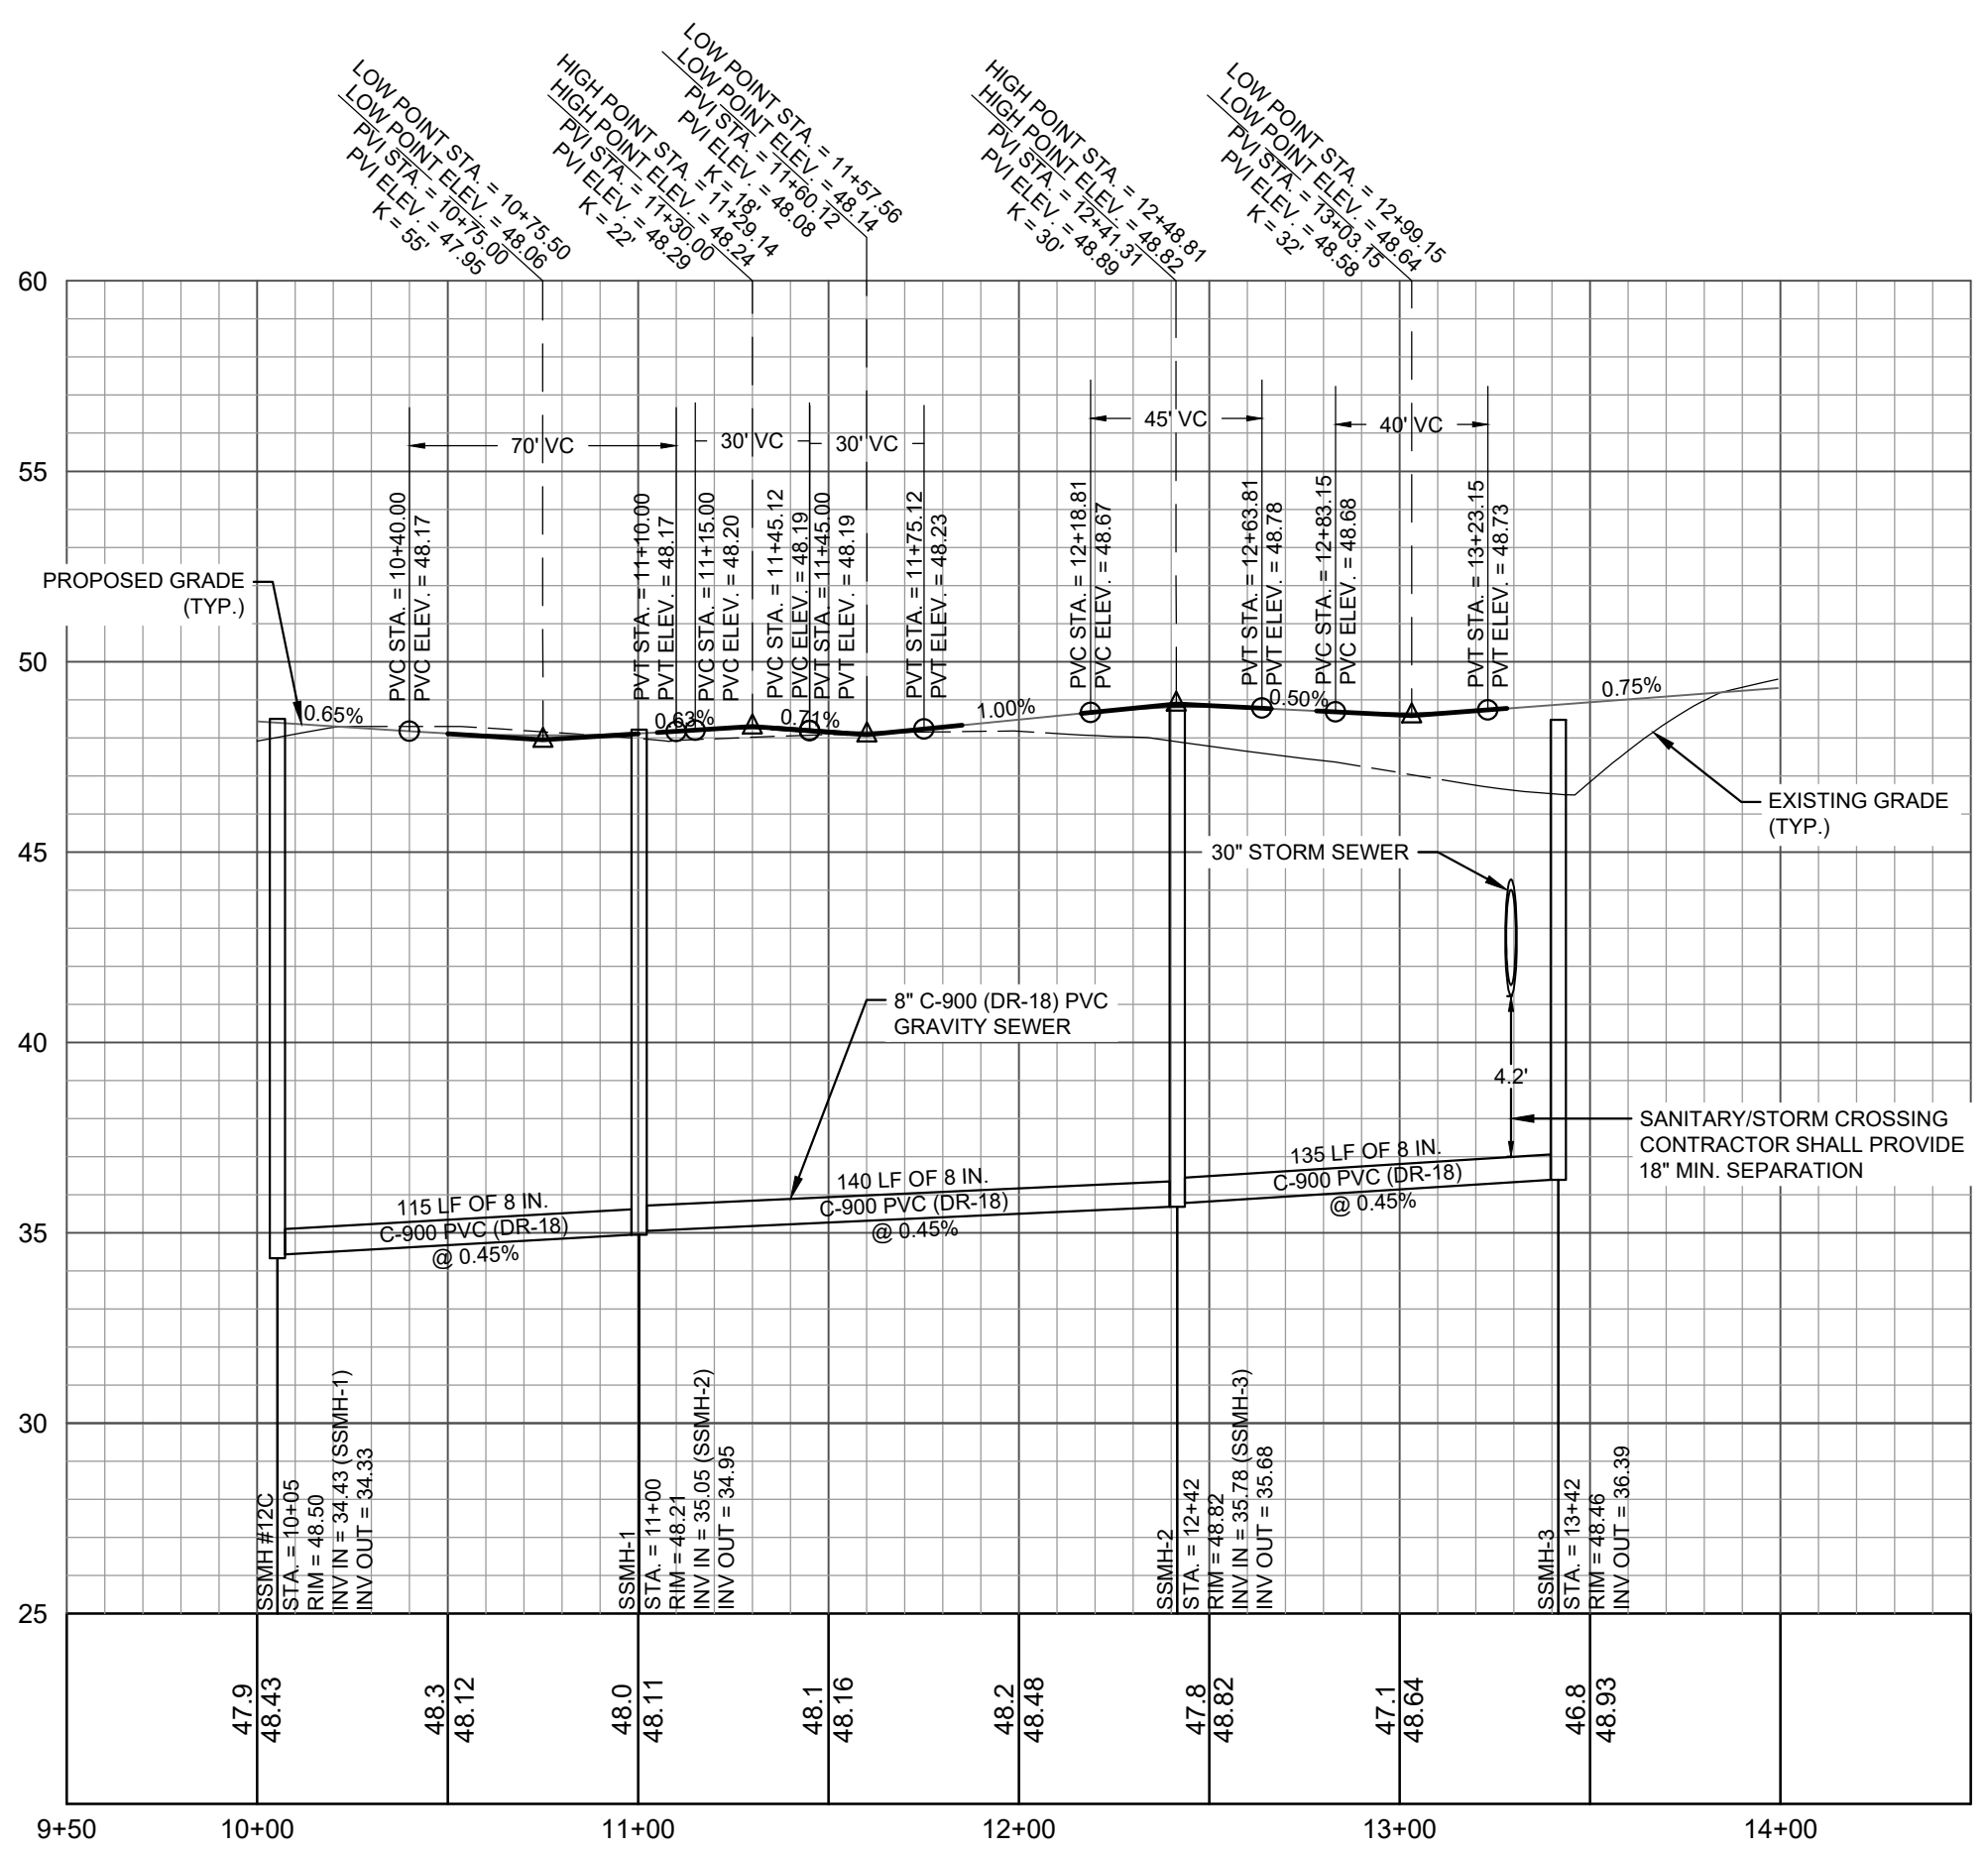 LOW POINT STA. = 10+75.50
LOW POINT ELEV. = 48.06
PVI STA. = 10+75.00
PVI ELEV. = 47.95
K = 55'
HIGH POINT STA. = 11+29.14
HIGH POINT ELEV. = 48.24
PVI STA. = 11+30.00
PVI ELEV. = 48.29
K = 22'
LOW POINT STA. = 11+57.56
LOW POINT ELEV. = 48.14
PVI STA. = 11+60.12
PVI ELEV. = 48.08
K = 18'
HIGH POINT STA. = 12+48.81
HIGH POINT ELEV. = 48.82
PVI STA. = 12+41.31
PVI ELEV. = 48.89
K = 30'
LOW POINT STA. = 12+99.15
LOW POINT ELEV. = 48.64
PVI STA. = 13+03.15
PVI ELEV. = 48.58
K = 32'
60
55
50
45
40
35
30
25
70' VC
30' VC
30' VC
45' VC
40' VC
PVC STA. = 10+40.00
PVC ELEV. = 48.17
PVT STA. = 11+10.00
PVT ELEV. = 48.17
PVC STA. = 11+15.00
PVC ELEV. = 48.20
PVC STA. = 11+45.12
PVC ELEV. = 48.19
PVT STA. = 11+45.00
PVT ELEV. = 48.19
PVT STA. = 11+75.12
PVT ELEV. = 48.23
PVC STA. = 12+18.81
PVC ELEV. = 48.67
PVT STA. = 12+63.81
PVT ELEV. = 48.78
PVC STA. = 12+83.15
PVC ELEV. = 48.68
PVT STA. = 13+23.15
PVT ELEV. = 48.73
PROPOSED GRADE
(TYP.)
0.65%
0.63%
0.71%
1.00%
0.50%
0.75%
EXISTING GRADE
(TYP.)
30" STORM SEWER
8" C-900 (DR-18) PVC
GRAVITY SEWER
4.2'
SANITARY/STORM CROSSING
CONTRACTOR SHALL PROVIDE
18" MIN. SEPARATION
115 LF OF 8 IN.
C-900 PVC (DR-18)
@ 0.45%
140 LF OF 8 IN.
C-900 PVC (DR-18)
@ 0.45%
135 LF OF 8 IN.
C-900 PVC (DR-18)
@ 0.45%
SSMH #12C
STA. = 10+05
RIM = 48.50
INV IN = 34.43 (SSMH-1)
INV OUT = 34.33
SSMH-1
STA. = 11+00
RIM = 48.21
INV IN = 35.05 (SSMH-2)
INV OUT = 34.95
SSMH-2
STA. = 12+42
RIM = 48.82
INV IN = 35.78 (SSMH-3)
INV OUT = 35.68
SSMH-3
STA. = 13+42
RIM = 48.46
INV OUT = 36.39
47.9
48.43
48.3
48.12
48.0
48.11
48.1
48.16
48.2
48.48
47.8
48.82
47.1
48.64
46.8
48.93
9+50
10+00
11+00
12+00
13+00
14+00